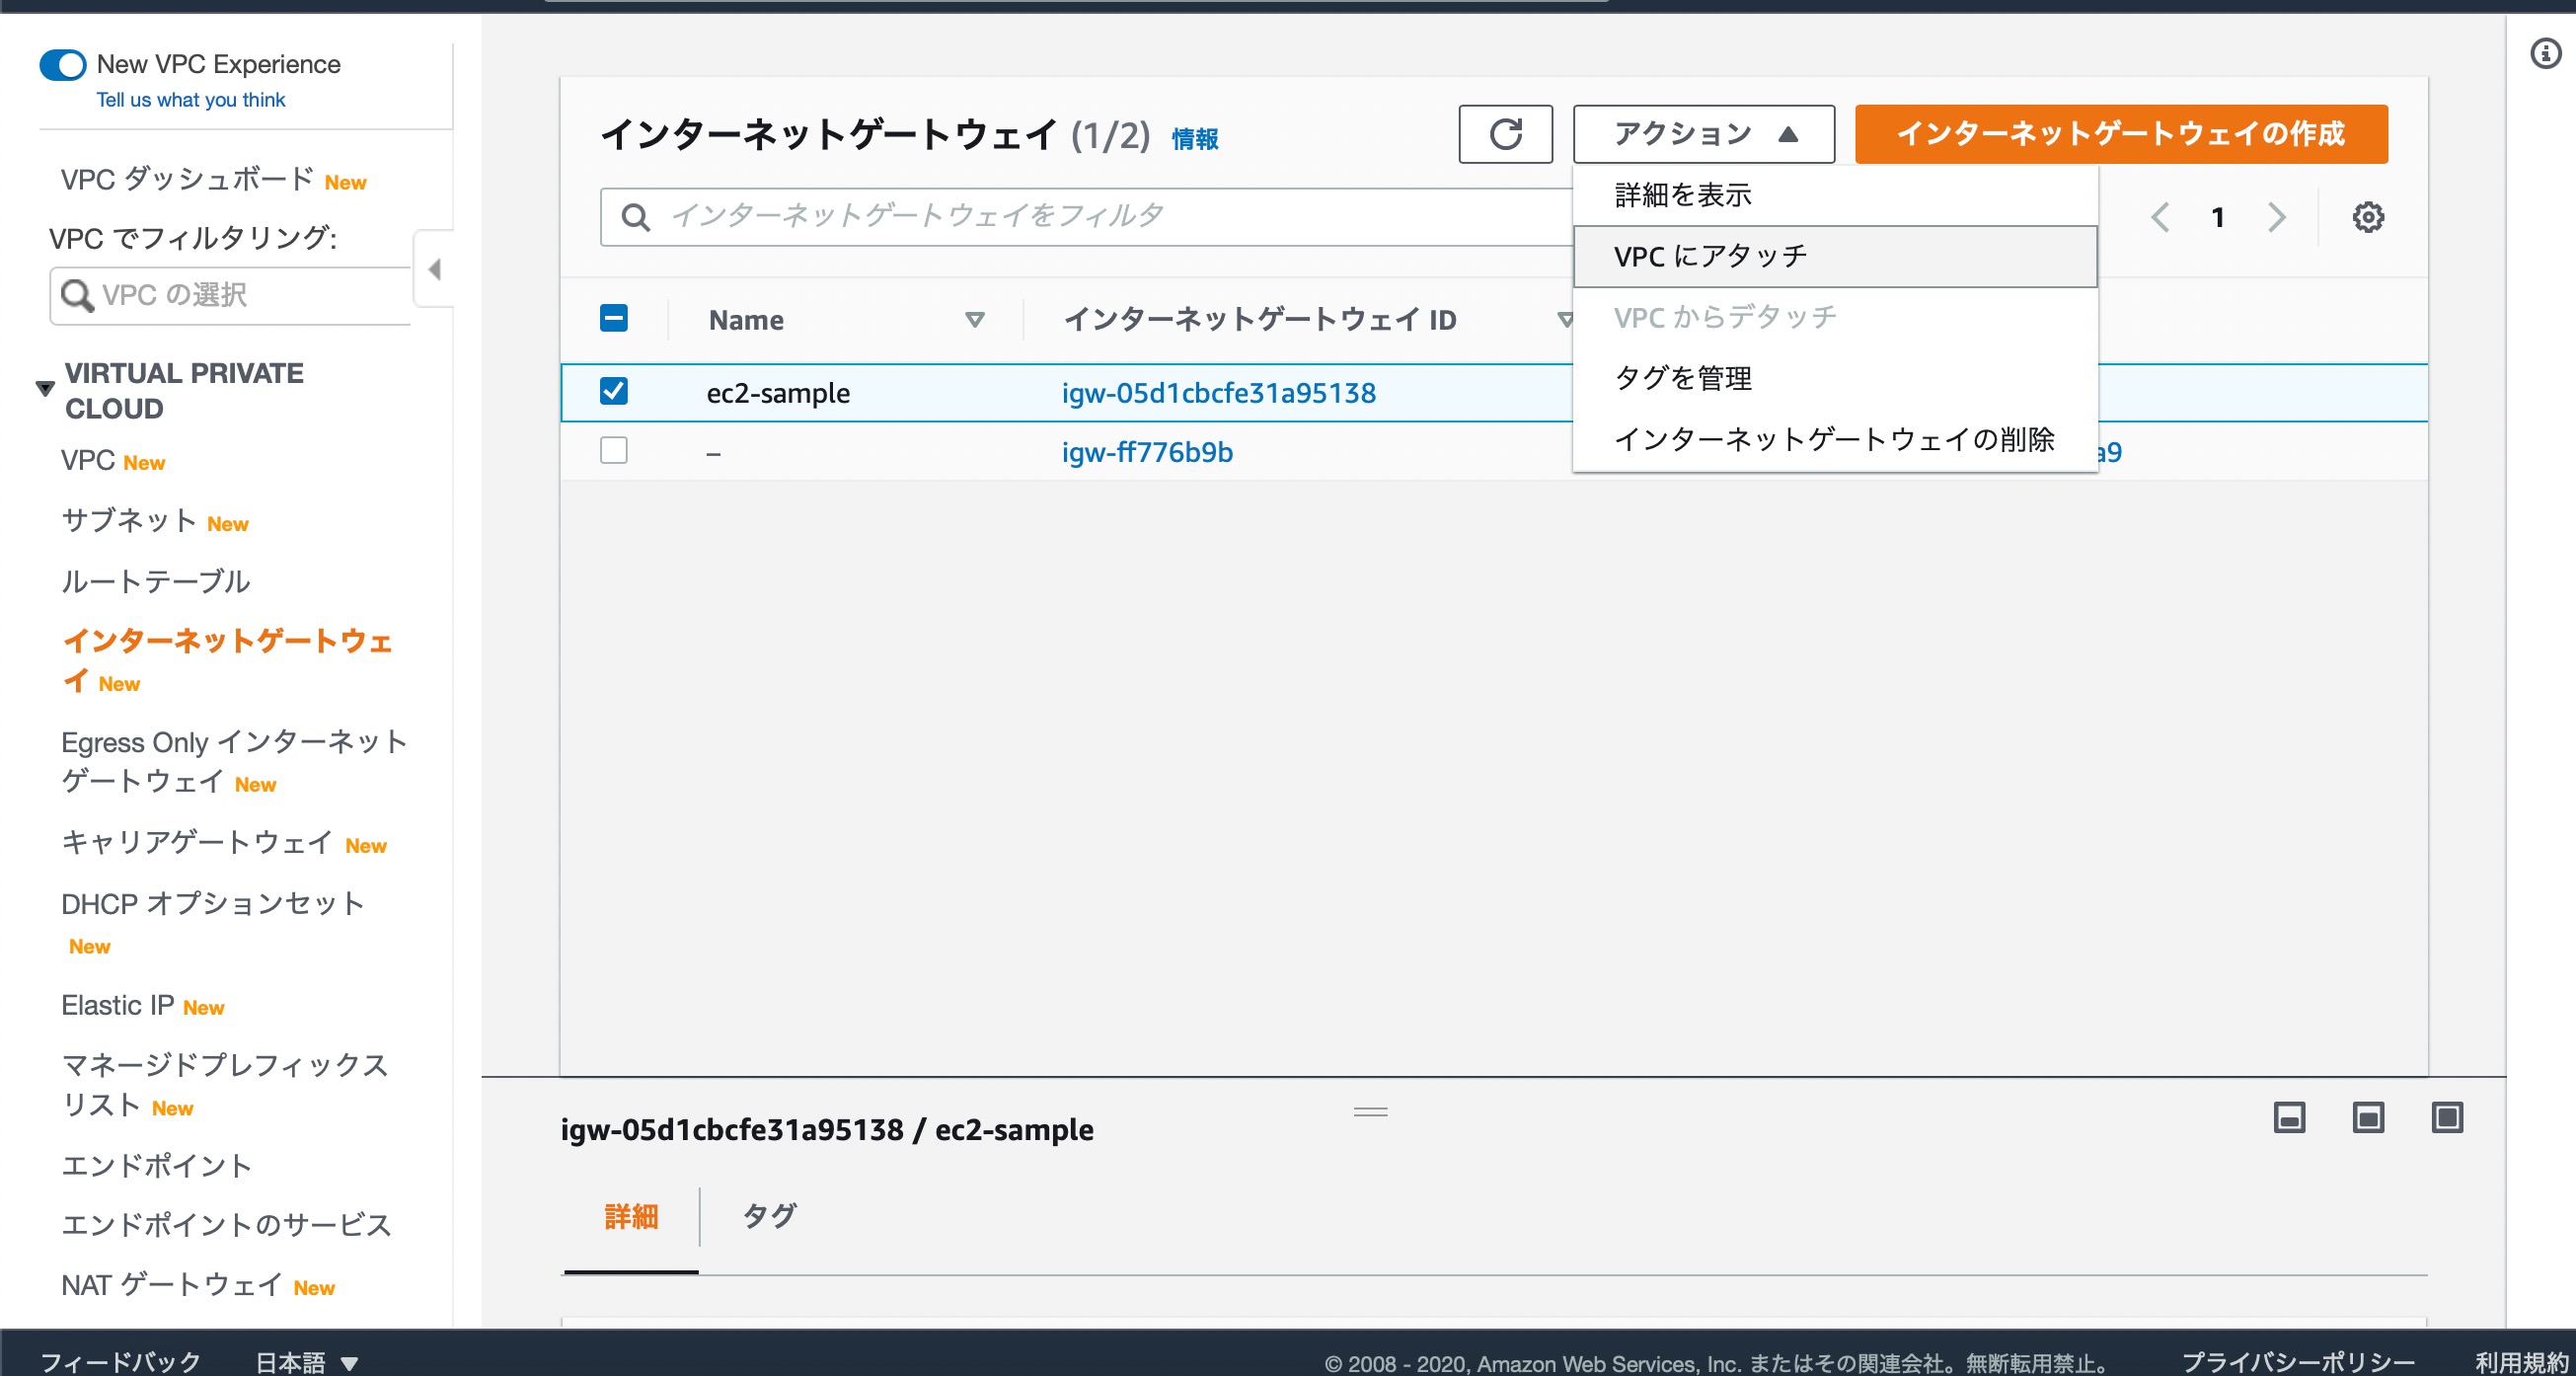 New VPC Experience
Tell us what you think
VPC ダッシュボード New
VPC でフィルタリング:
VPC の選択
VIRTUAL PRIVATE
CLOUD
VPC New
サブネット New
ルートテーブル
インターネットゲートウェ
イ New
Egress Only インターネット
ゲートウェイ New
キャリアゲートウェイ New
DHCP オプションセット
New
Elastic IP New
マネージドプレフィックス
リスト New
エンドポイント
エンドポイントのサービス
NAT ゲートウェイ New
インターネットゲートウェイ (1/2) 情報
アクション ▲
インターネットゲートウェイの作成
インターネットゲートウェイをフィルタ
1
詳細を表示
VPC にアタッチ
VPC からデタッチ
タグを管理
インターネットゲートウェイの削除
Name
インターネットゲートウェイ ID
ec2-sample igw-05d1cbcfe31a95138
– igw-ff776b9b a9
igw-05d1cbcfe31a95138 / ec2-sample
詳細 タグ
フィードバック 日本語 ▼
© 2008 - 2020, Amazon Web Services, Inc. またはその関連会社。無断転用禁止。 プライバシーポリシー 利用規約